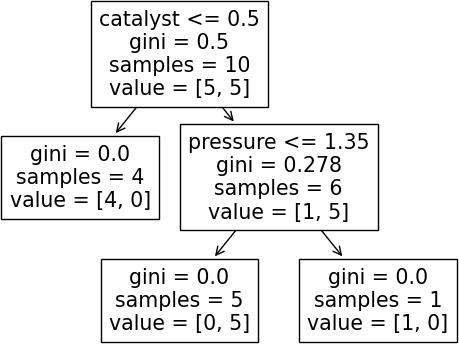 catalyst <= 0.5
gini = 0.5
samples = 10
value = [5, 5]
gini = 0.0
samples = 4
value = [4, 0]
pressure <= 1.35
gini = 0.278
samples = 6
value = [1, 5]
gini = 0.0
samples = 5
value = [0, 5]
gini = 0.0
samples = 1
value = [1, 0]